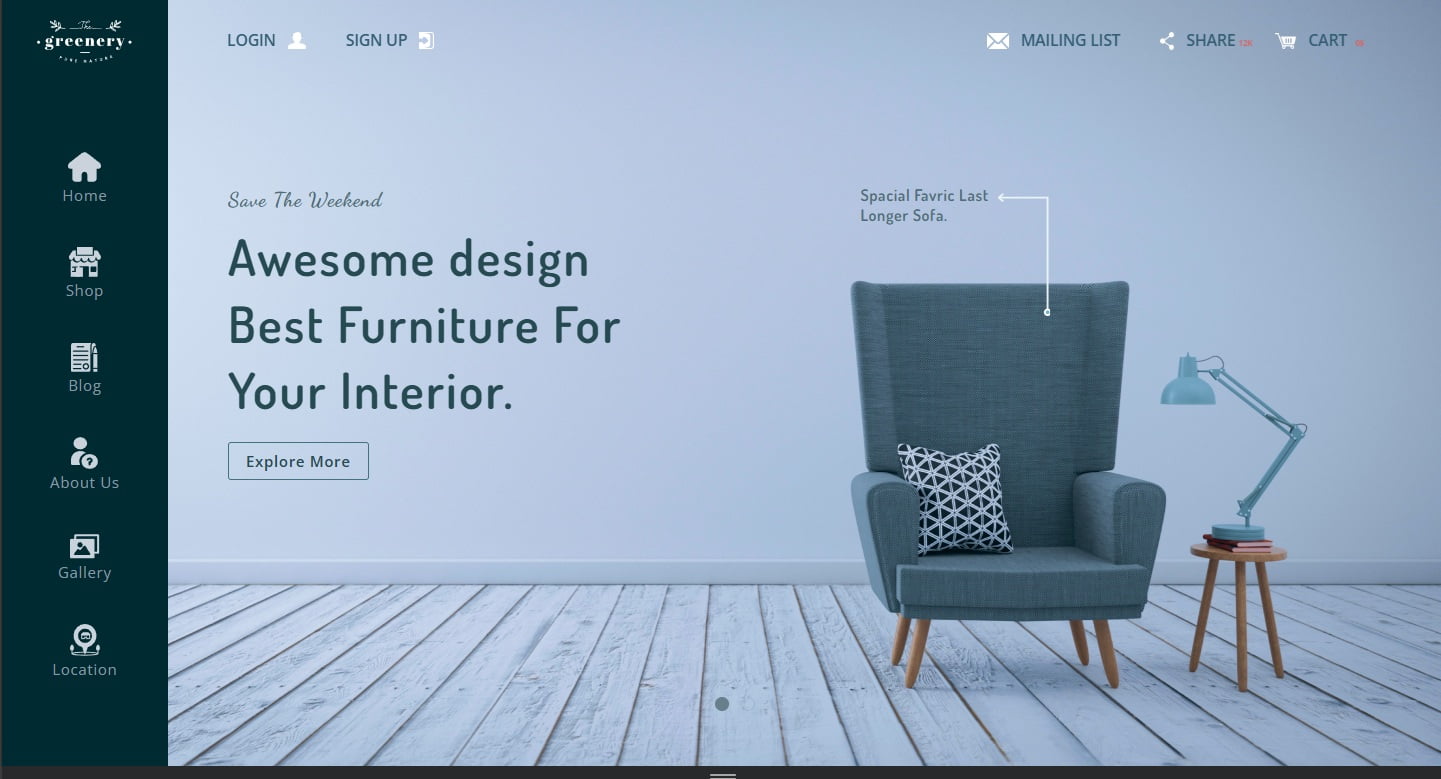 The
greenery
PURE NATURE
LOGIN
SIGN UP
MAILING LIST
SHARE 12K
CART 05
Home
Shop
Blog
About Us
Gallery
Location
Save The Weekend
Awesome design
Best Furniture For
Your Interior.
Explore More
Spacial Favric Last
Longer Sofa.